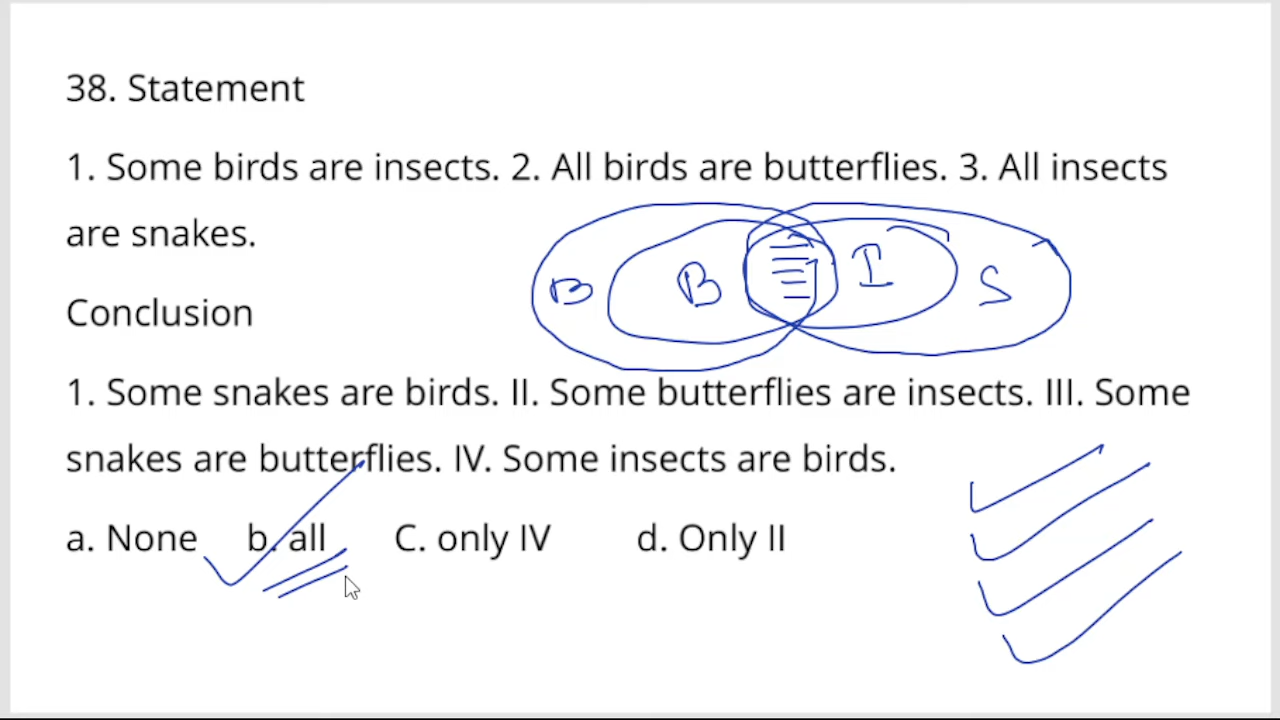 38. Statement
1. Some birds are insects. 2. All birds are butterflies. 3. All insects
are snakes.
B B I S
Conclusion
1. Some snakes are birds. II. Some butterflies are insects. III. Some
snakes are butterflies. IV. Some insects are birds.
a. None b. all C. only IV d. Only II